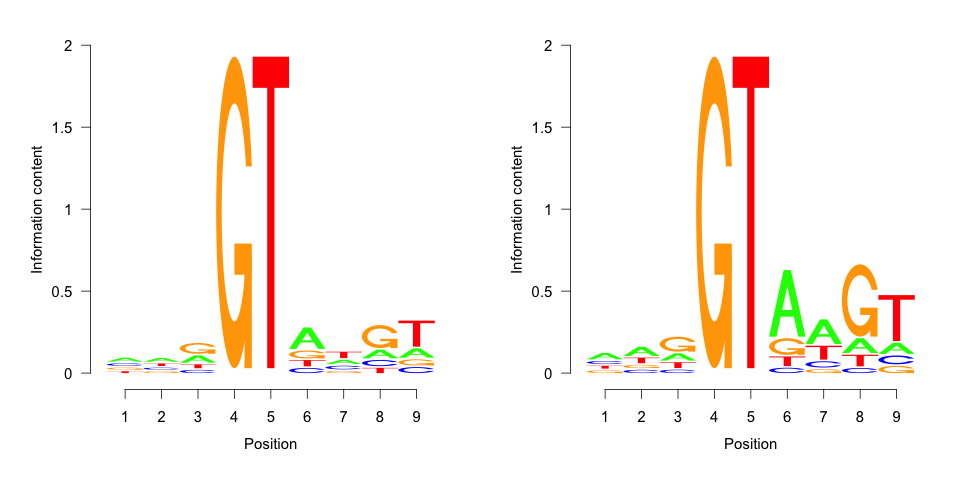 2
1.5
1
0.5
0
Information content
A A G G T A T G T
1 2 3 4 5 6 7 8 9
Position
2
1.5
1
0.5
0
Information content
A A G G T A A G T
1 2 3 4 5 6 7 8 9
Position